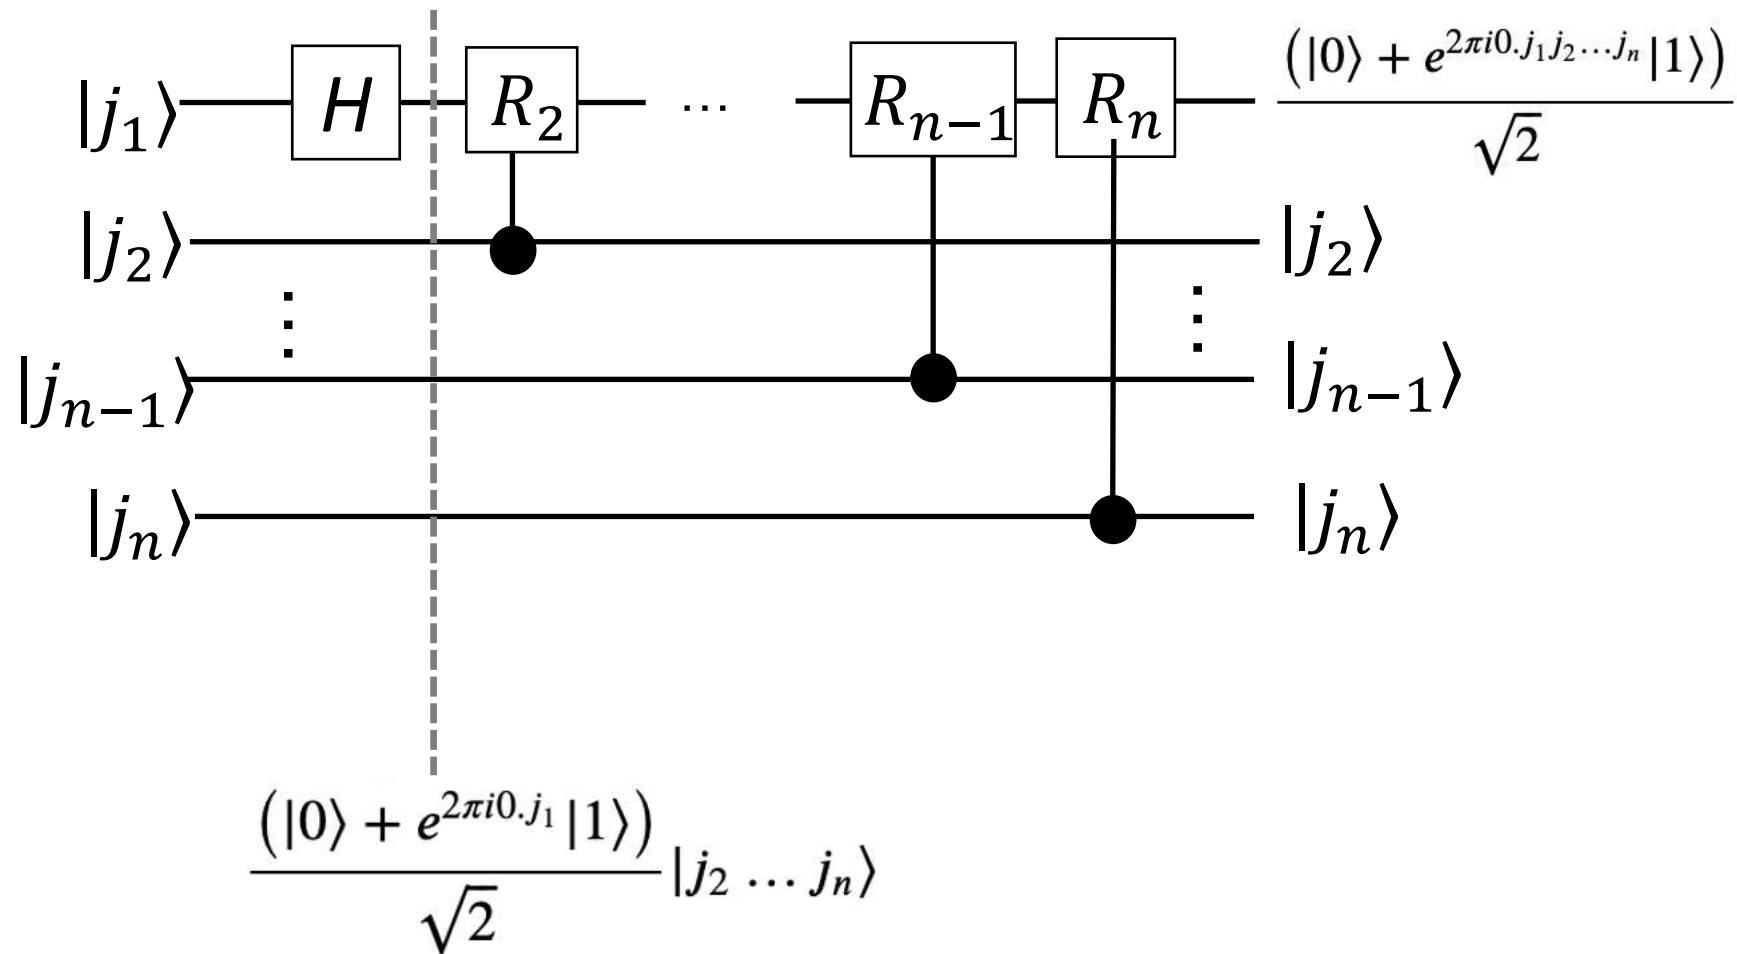 |j₁⟩ H R₂ ... Rₙ₋₁ Rₙ (|0⟩ + e^{2πi0.j₁j₂…jₙ}|1⟩) / √2
|j₂⟩ |j₂⟩
⋮ ⋮
|jₙ₋₁⟩ |jₙ₋₁⟩
|jₙ⟩ |jₙ⟩
(|0⟩ + e^{2πi0.j₁}|1⟩) / √2 |j₂ … jₙ⟩